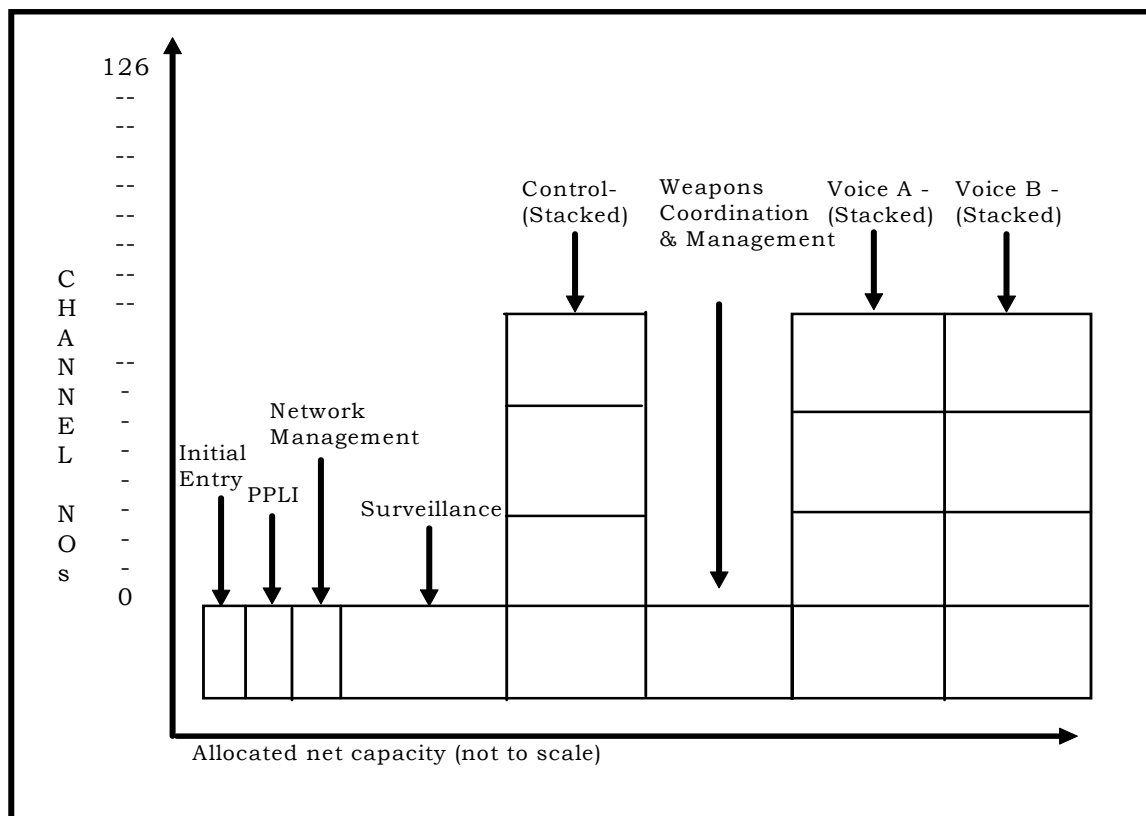 126
--
--
--
--
--
--
--
--
--
-
-
-
-
-
-
-
0
C
H
A
N
N
E
L
N
O
s
Initial
Entry
PPLI
Network
Management
Surveillance
Control-
(Stacked)
Weapons
Coordination
& Management
Voice A -
(Stacked)
Voice B -
(Stacked)
Allocated net capacity (not to scale)